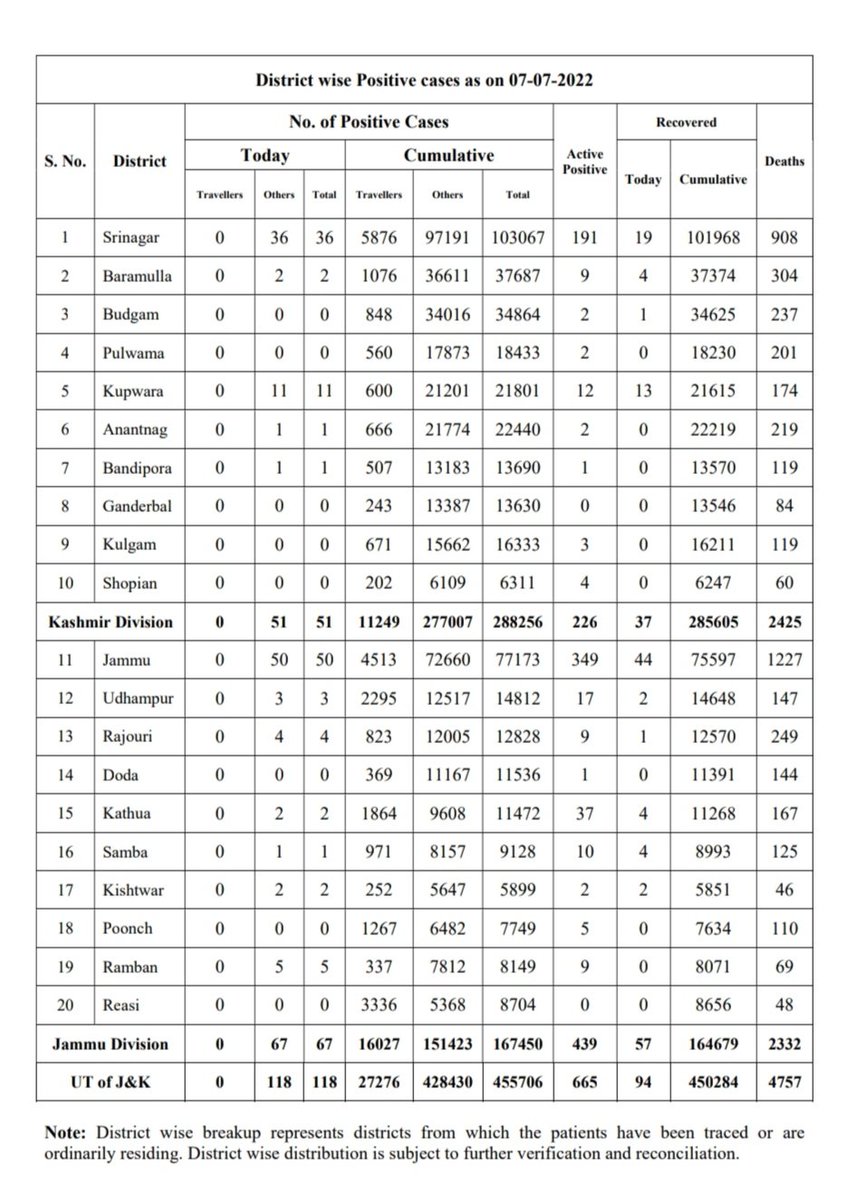 District wise Positive cases as on 07-07-2022
S. No. District No. of Positive Cases Active Positive Recovered Deaths
Today Cumulative Today Cumulative
Travellers Others Total Travellers Others Total
1 Srinagar 0 36 36 5876 97191 103067 191 19 101968 908
2 Baramulla 0 2 2 1076 36611 37687 9 4 37374 304
3 Budgam 0 0 0 848 34016 34864 2 1 34625 237
4 Pulwama 0 0 0 560 17873 18433 2 0 18230 201
5 Kupwara 0 11 11 600 21201 21801 12 13 21615 174
6 Anantnag 0 1 1 666 21774 22440 2 0 22219 219
7 Bandipora 0 1 1 507 13183 13690 1 0 13570 119
8 Ganderbal 0 0 0 243 13387 13630 0 0 13546 84
9 Kulgam 0 0 0 671 15662 16333 3 0 16211 119
10 Shopian 0 0 0 202 6109 6311 4 0 6247 60
Kashmir Division 0 51 51 11249 277007 288256 226 37 285605 2425
11 Jammu 0 50 50 4513 72660 77173 349 44 75597 1227
12 Udhampur 0 3 3 2295 12517 14812 17 2 14648 147
13 Rajouri 0 4 4 823 12005 12828 9 1 12570 249
14 Doda 0 0 0 369 11167 11536 1 0 11391 144
15 Kathua 0 2 2 1864 9608 11472 37 4 11268 167
16 Samba 0 1 1 971 8157 9128 10 4 8993 125
17 Kishtwar 0 2 2 252 5647 5899 2 2 5851 46
18 Poonch 0 0 0 1267 6482 7749 5 0 7634 110
19 Ramban 0 5 5 337 7812 8149 9 0 8071 69
20 Reasi 0 0 0 3336 5368 8704 0 0 8656 48
Jammu Division 0 67 67 16027 151423 167450 439 57 164679 2332
UT of J&K 0 118 118 27276 428430 455706 665 94 450284 4757
Note: District wise breakup represents districts from which the patients have been traced or are
ordinarily residing. District wise distribution is subject to further verification and reconciliation.